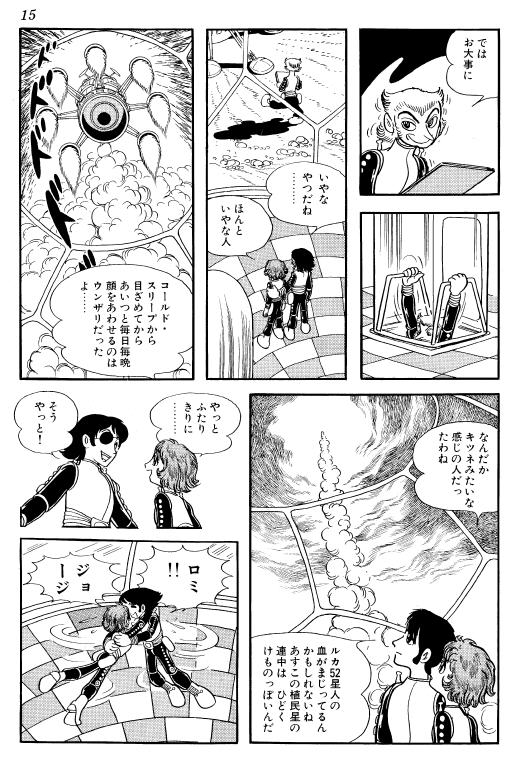 15
では
お大事に
いやな
やつだね
………
ほんと
いやな人
コールド・
スリープから
目ざめてから
あいつと毎日毎晩
顔をあわせるのは
ウンザリだった
よ……
ドドドド
なんだか
キツネみたいな
感じの人だっ
たわね
ルカ52星人の
血がまじってるん
かもしれないね
あすこの植民星の
連中は ひどく
けものっぽいんだ
やっと
ふたり
きりに
………
そう
やっと!
ロミ
!!
ジョ
ージ